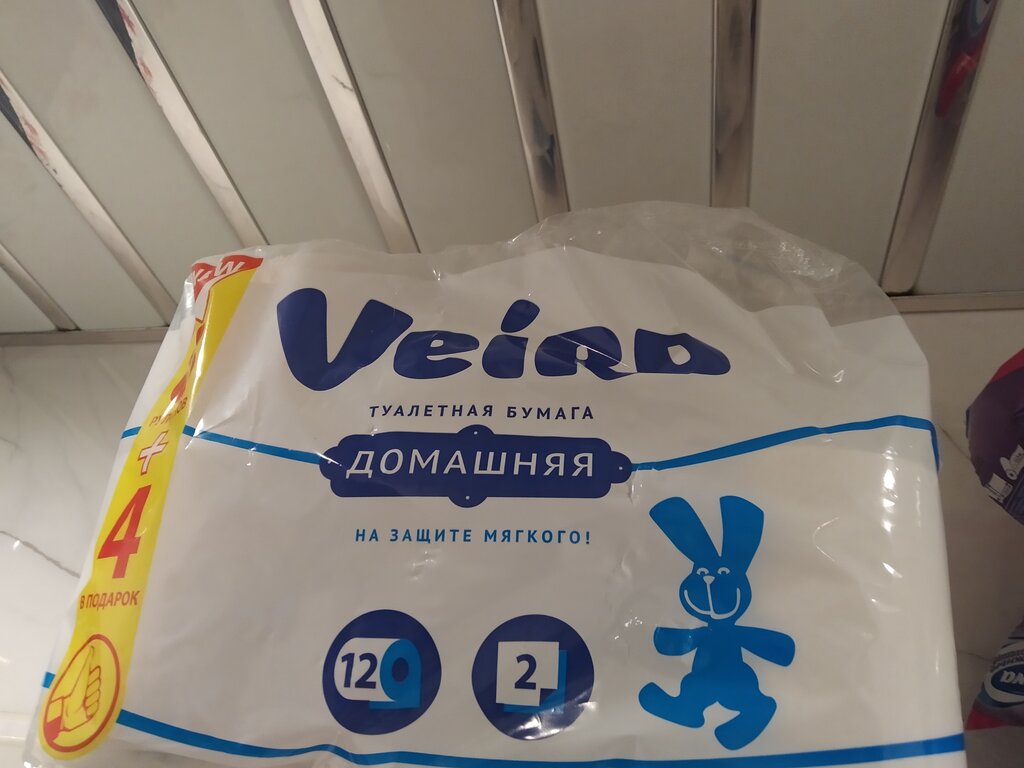 Veiro
ТУАЛЕТНАЯ БУМАГА
ДОМАШНЯЯ
НА ЗАЩИТЕ МЯГКОГО!
12
2
+
4
В ПОДАРОК